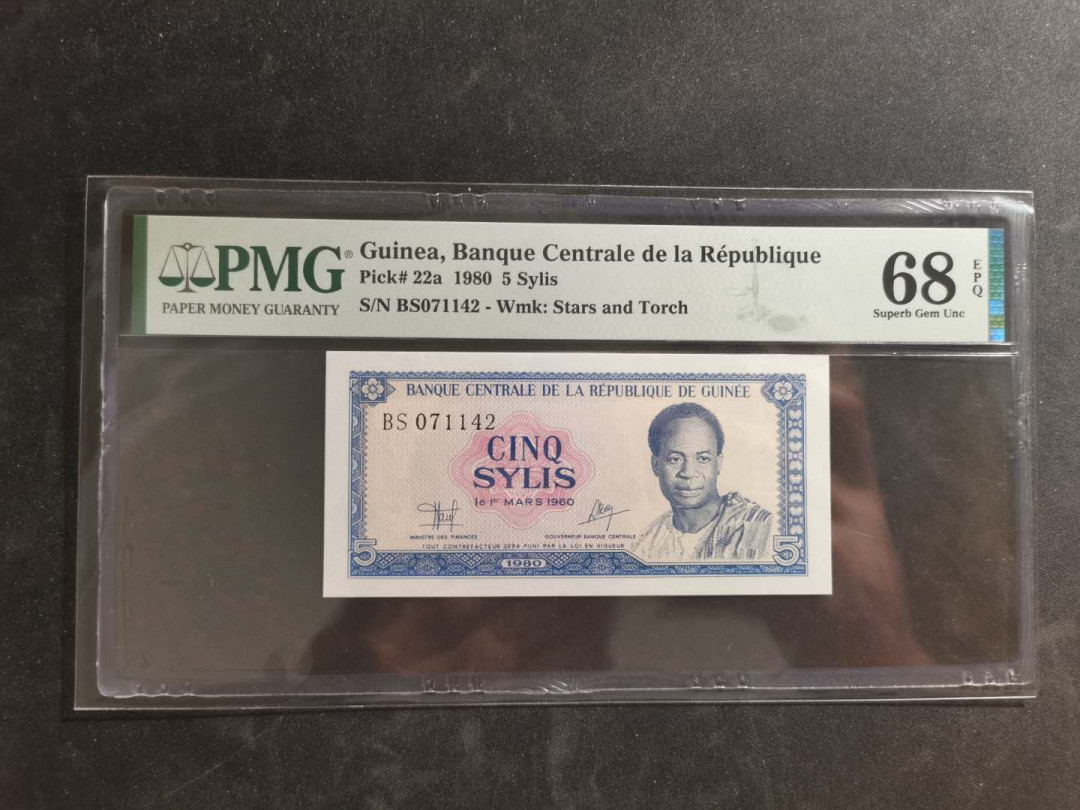 PMG®
PAPER MONEY GUARANTY
Guinea, Banque Centrale de la République
Pick# 22a 1980 5 Sylis
S/N BS071142 - Wmk: Stars and Torch
68
EPQ
Superb Gem Unc
BANQUE CENTRALE DE LA RÉPUBLIQUE DE GUINÉE
BS 071142
CINQ
SYLIS
le 1er MARS 1960
MINISTRE DES FINANCES
GOUVERNEUR BANQUE CENTRALE
TOUT CONTREFACTEUR SERA PUNI PAR LA LOI EN VIGUEUR
5
1980
5